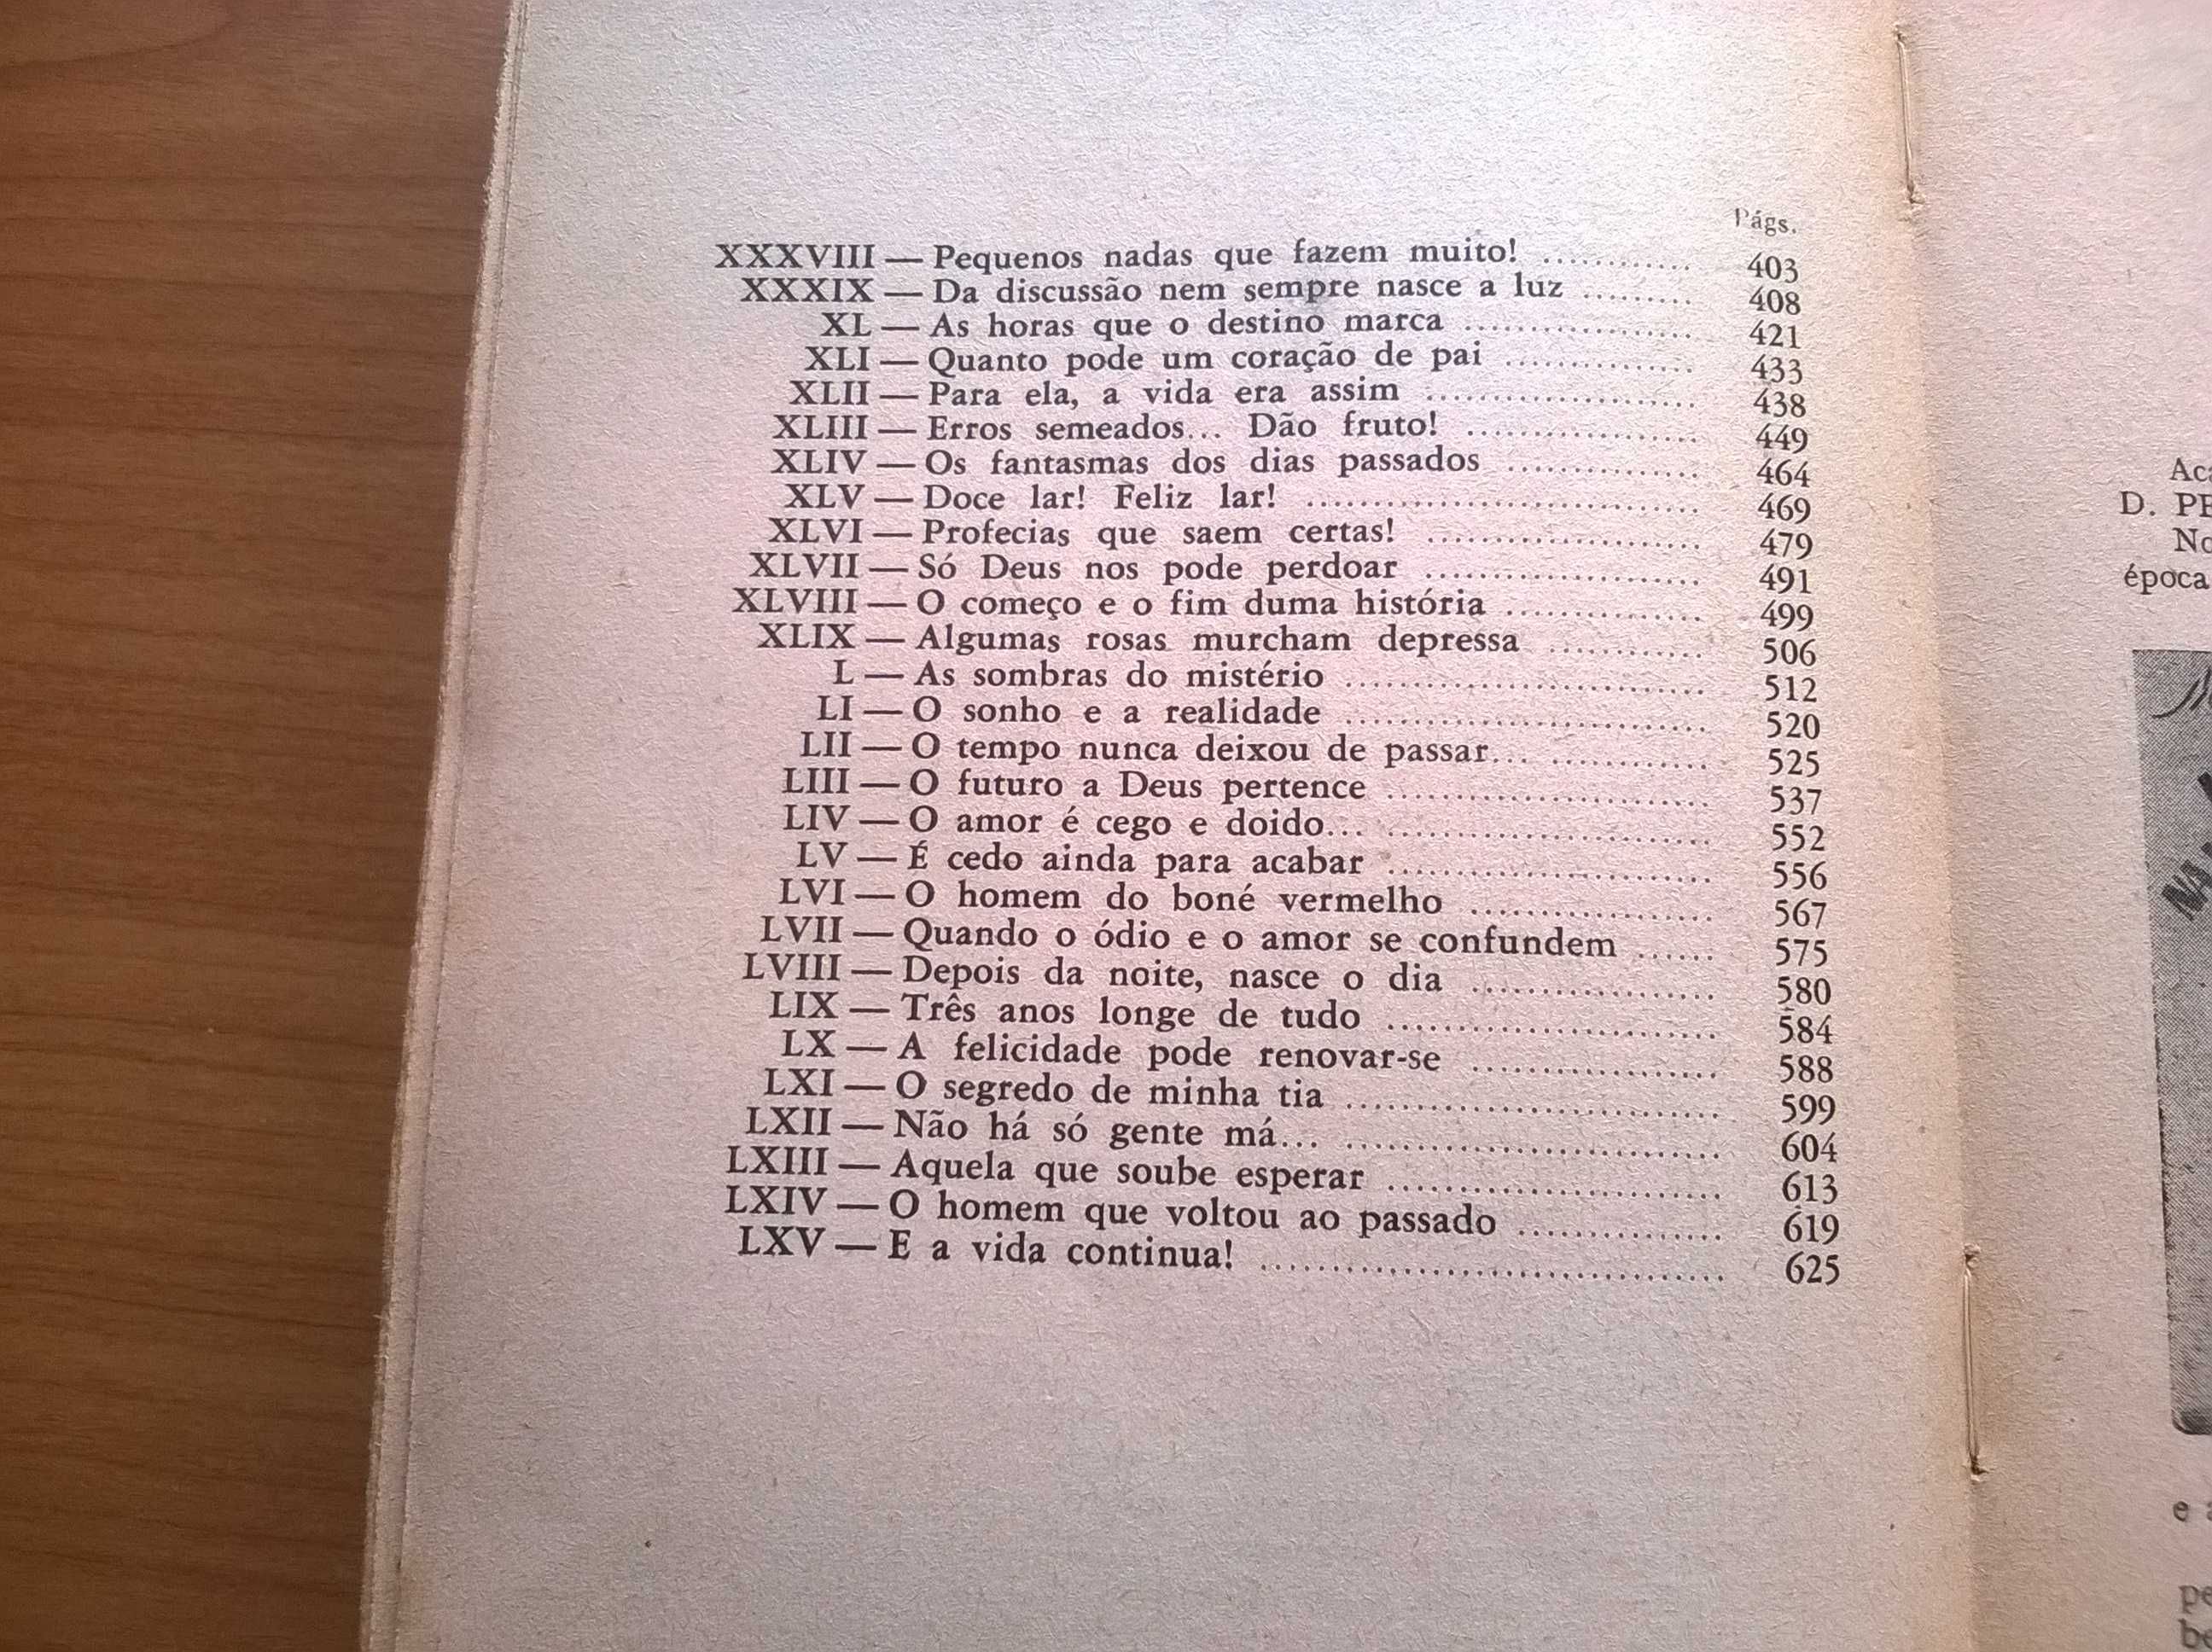 Págs.
XXXVIII — Pequenos nadas que fazem muito! ............ 403
XXXIX — Da discussão nem sempre nasce a luz ......... 408
XL — As horas que o destino marca .................. 421
XLI — Quanto pode um coração de pai ............... 433
XLII — Para ela, a vida era assim ..................... 438
XLIII — Erros semeados... Dão fruto! .................. 449
XLIV — Os fantasmas dos dias passados ............... 464
XLV — Doce lar! Feliz lar! .............................. 469
XLVI — Profecias que saem certas! ..................... 479
XLVII — Só Deus nos pode perdoar ..................... 491
XLVIII — O começo e o fim duma história ............... 499
XLIX — Algumas rosas murcham depressa ............ 506
L — As sombras do mistério ........................... 512
LI — O sonho e a realidade ........................... 520
LII — O tempo nunca deixou de passar... ............ 525
LIII — O futuro a Deus pertence ........................ 537
LIV — O amor é cego e doido... ........................ 552
LV — É cedo ainda para acabar ........................ 556
LVI — O homem do boné vermelho .................. 567
LVII — Quando o ódio e o amor se confundem ...... 575
LVIII — Depois da noite, nasce o dia .................. 580
LIX — Três anos longe de tudo ........................ 584
LX — A felicidade pode renovar-se .................. 588
LXI — O segredo de minha tia ........................... 599
LXII — Não há só gente má... ........................... 604
LXIII — Aquela que soube esperar ........................ 613
LXIV — O homem que voltou ao passado ............... 619
LXV — E a vida continua! ................................. 625
D.
época
e